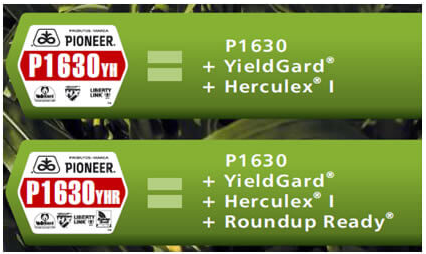 PRODUTOS - MARCA
PIONEER®
P1630YH
LIBERTY
LINK
=
P1630
+ YieldGard®
+ Herculex® I
PRODUTOS - MARCA
PIONEER®
P1630YHR
LIBERTY
LINK
=
P1630
+ YieldGard®
+ Herculex® I
+ Roundup Ready®